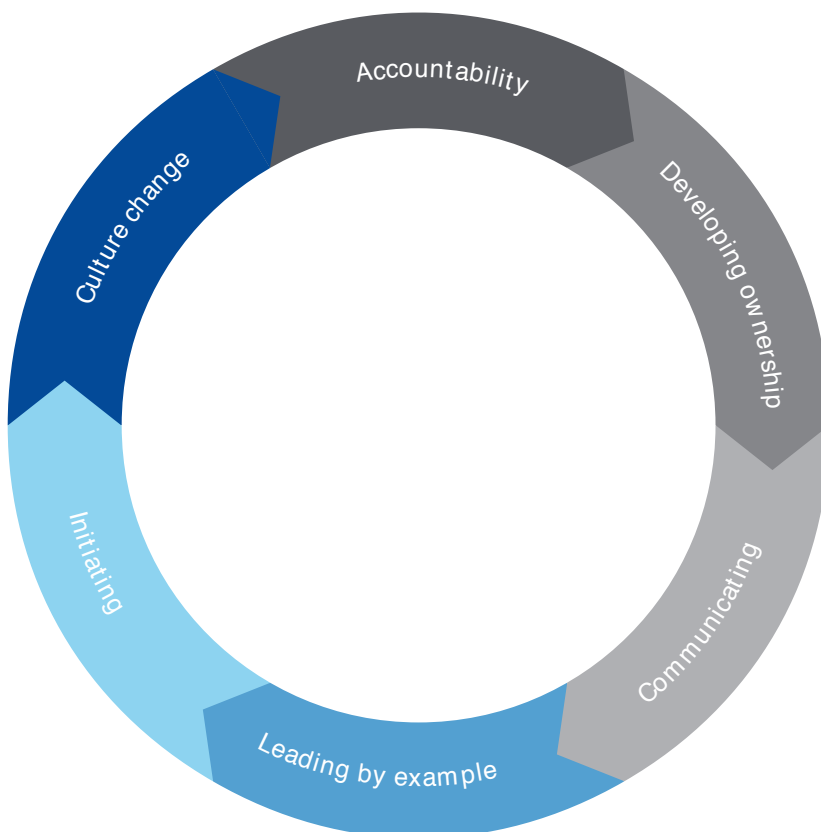 Accountability
Developing ownership
Communicating
Leading by example
Initiating
Culture change